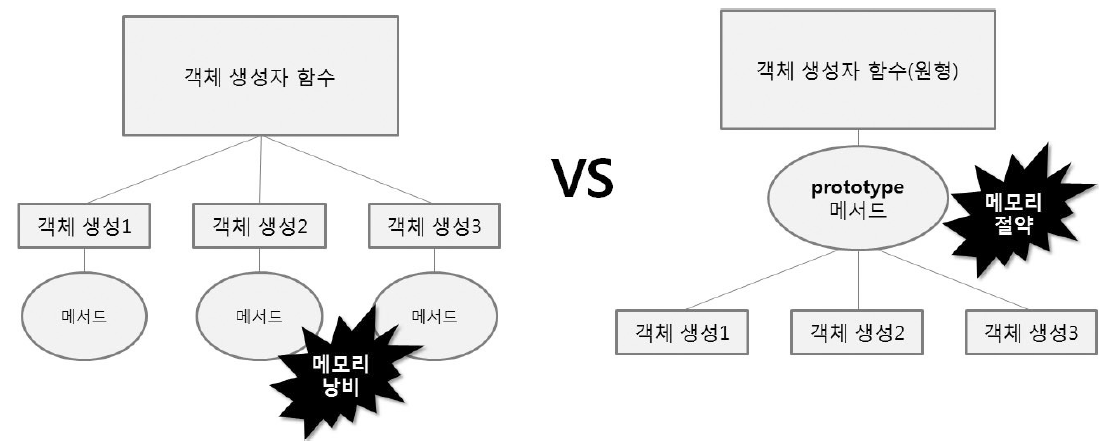 객체 생성자 함수
객체 생성1
객체 생성2
객체 생성3
메서드
메서드
메서드
메모리
낭비
VS
객체 생성자 함수(원형)
prototype
메서드
메모리
절약
객체 생성1
객체 생성2
객체 생성3